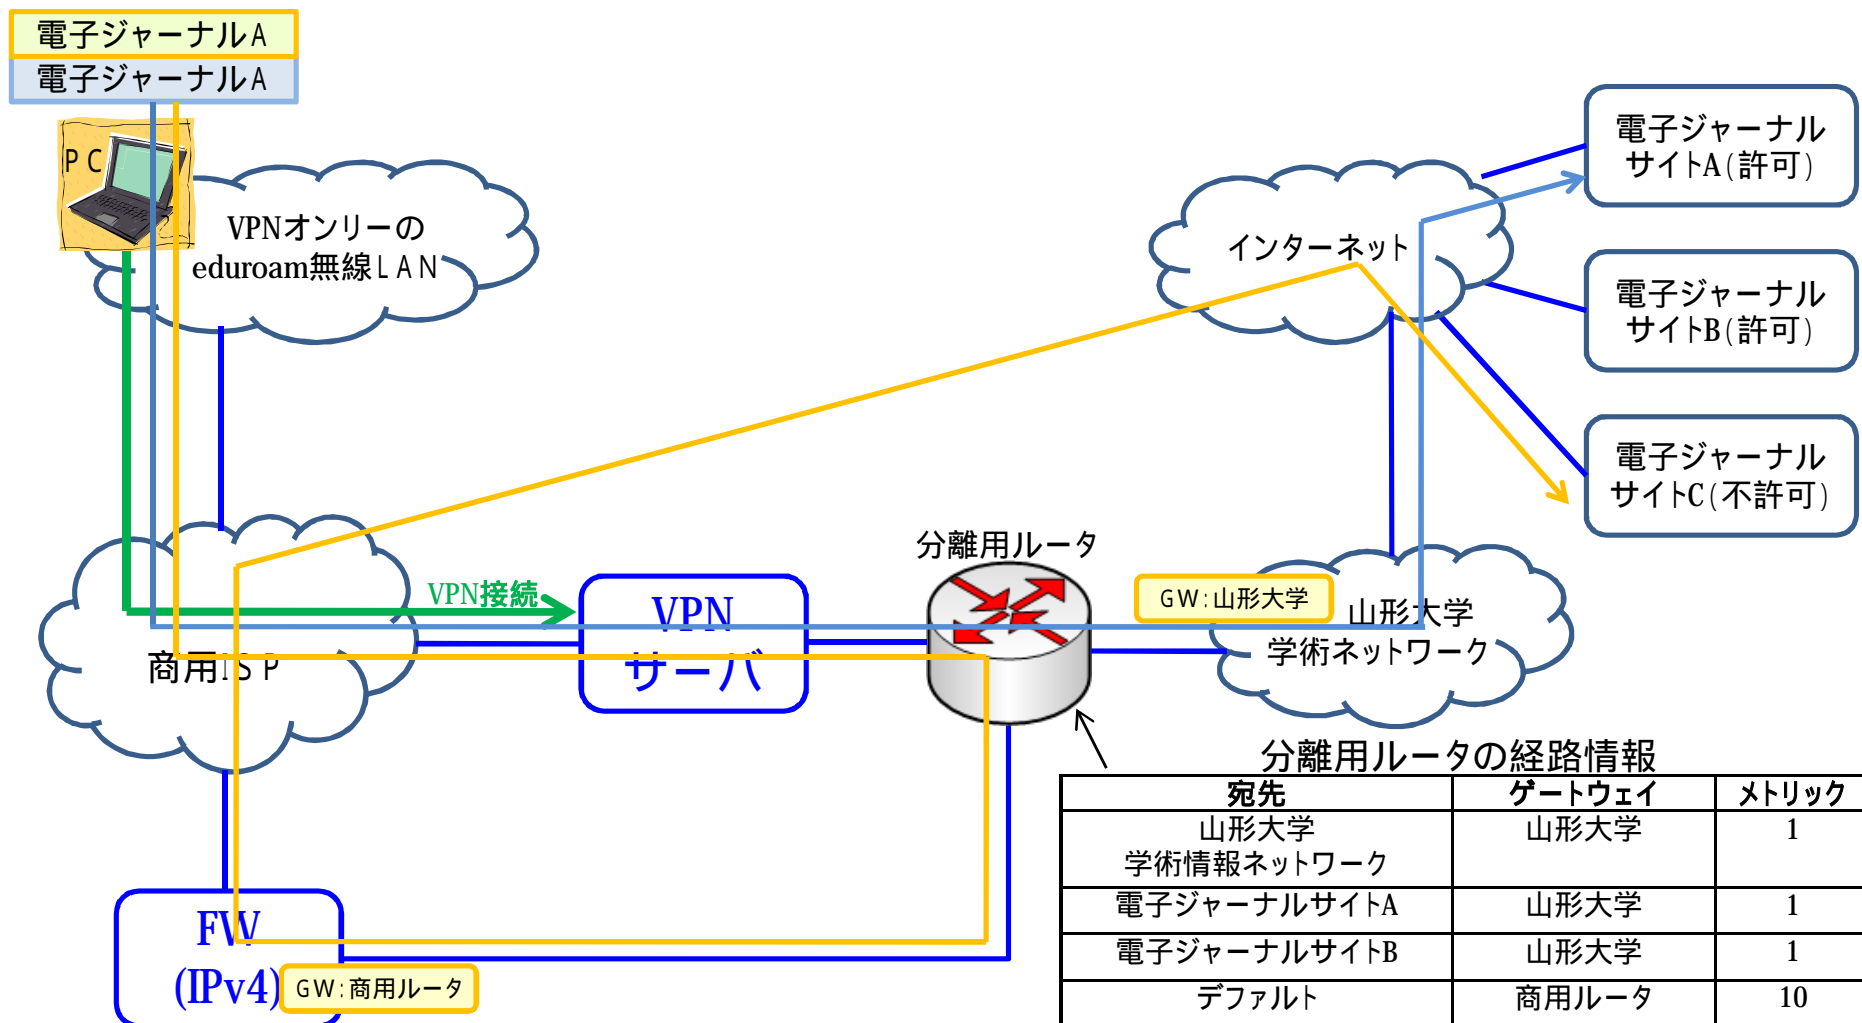 電子ジャーナルA
電子ジャーナルA
PC
VPNオンリーの
eduroam無線LAN
インターネット
電子ジャーナル
サイトA(許可)
電子ジャーナル
サイトB(許可)
電子ジャーナル
サイトC(不許可)
分離用ルータ
VPN接続
VPN
サーバ
GW:山形大学
山形大学
学術ネットワーク
商用ISP
FW
(IPv4)
GW:商用ルータ
分離用ルータの経路情報
宛先 ゲートウェイ メトリック
山形大学 山形大学 1
学術情報ネットワーク
電子ジャーナルサイトA 山形大学 1
電子ジャーナルサイトB 山形大学 1
デファルト 商用ルータ 10